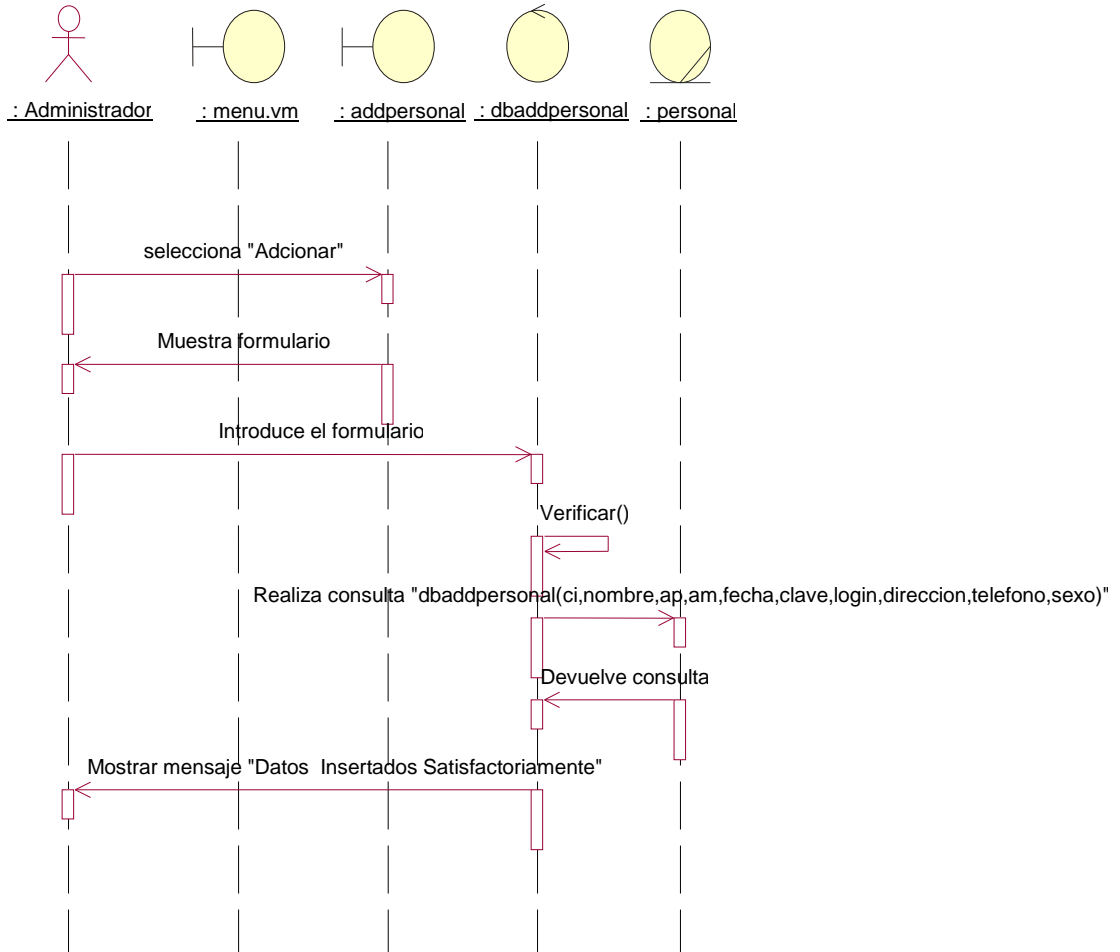 : Administrador
: menu.vm
: addpersonal
: dbaddpersonal
: personal
selecciona "Adcionar"
Muestra formulario
Introduce el formulario
Verificar()
Realiza consulta "dbaddpersonal(ci,nombre,ap,am,fecha,clave,login,direccion,telefono,sexo)"
Devuelve consulta
Mostrar mensaje "Datos  Insertados Satisfactoriamente"